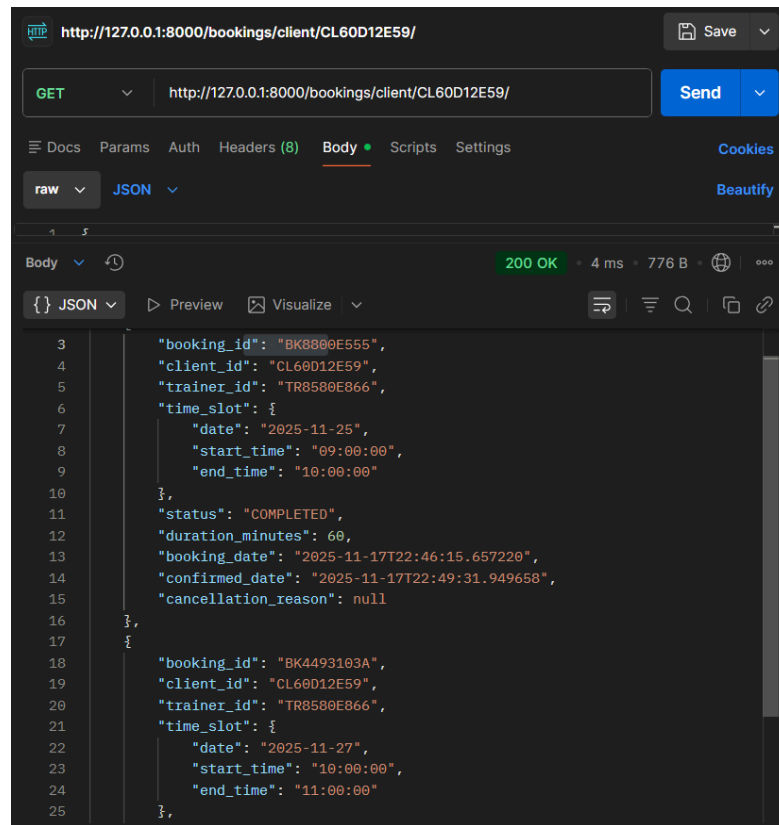 HTTP http://127.0.0.1:8000/bookings/client/CL60D12E59/ Save
GET http://127.0.0.1:8000/bookings/client/CL60D12E59/ Send
Docs Params Auth Headers (8) Body Scripts Settings Cookies
raw JSON Beautify
1 {
Body 200 OK 4 ms 776 B
{} JSON Preview Visualize
3 "booking_id": "BK8800E555",
4 "client_id": "CL60D12E59",
5 "trainer_id": "TR8580E866",
6 "time_slot": {
7 "date": "2025-11-25",
8 "start_time": "09:00:00",
9 "end_time": "10:00:00"
10 },
11 "status": "COMPLETED",
12 "duration_minutes": 60,
13 "booking_date": "2025-11-17T22:46:15.657220",
14 "confirmed_date": "2025-11-17T22:49:31.949658",
15 "cancellation_reason": null
16 },
17 {
18 "booking_id": "BK4493103A",
19 "client_id": "CL60D12E59",
20 "trainer_id": "TR8580E866",
21 "time_slot": {
22 "date": "2025-11-27",
23 "start_time": "10:00:00",
24 "end_time": "11:00:00"
25 },